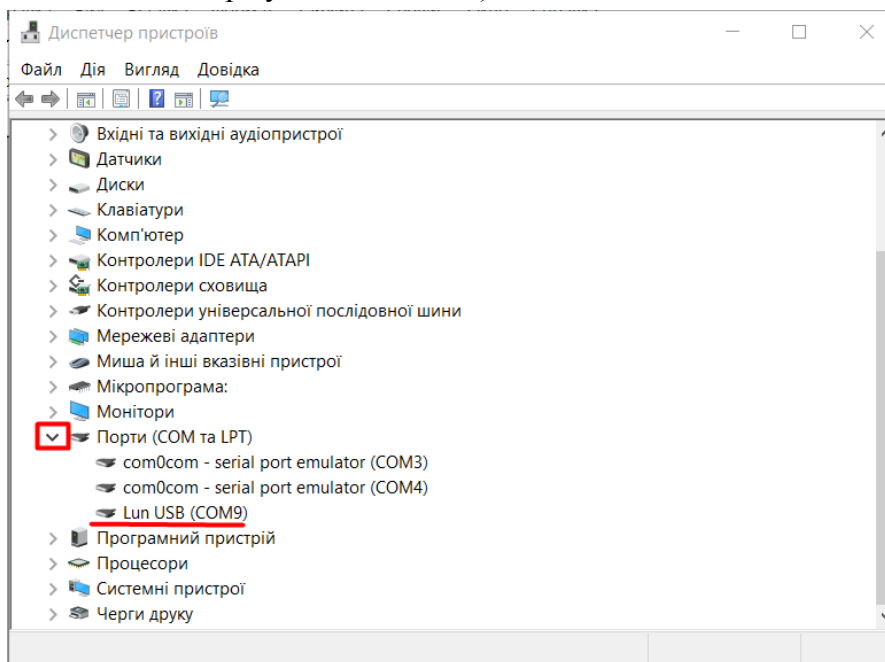 Диспетчер пристроїв
Файл Дія Вигляд Довідка
Вхідні та вихідні аудіопристрої
Датчики
Диски
Клавіатури
Комп'ютер
Контролери IDE ATA/ATAPI
Контролери сховища
Контролери універсальної послідовної шини
Мережеві адаптери
Миша й інші вказівні пристрої
Мікропрограма:
Монітори
Порти (COM та LPT)
com0com - serial port emulator (COM3)
com0com - serial port emulator (COM4)
Lun USB (COM9)
Програмний пристрій
Процесори
Системні пристрої
Черги друку